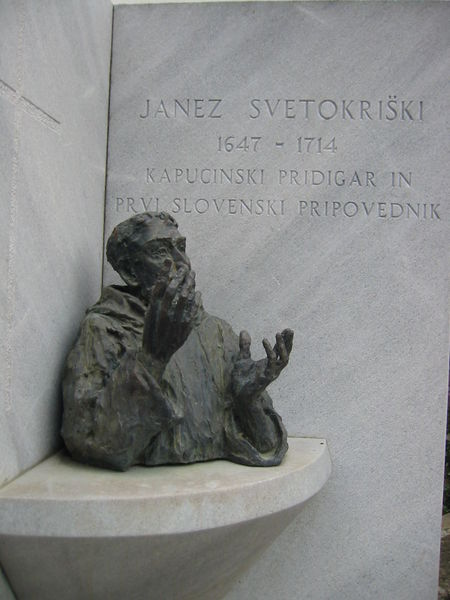 JANEZ SVETOKRIŠKI
1647 - 1714
KAPUCINSKI PRIDIGAR IN
PRVI SLOVENSKI PRIPOVEDNIK